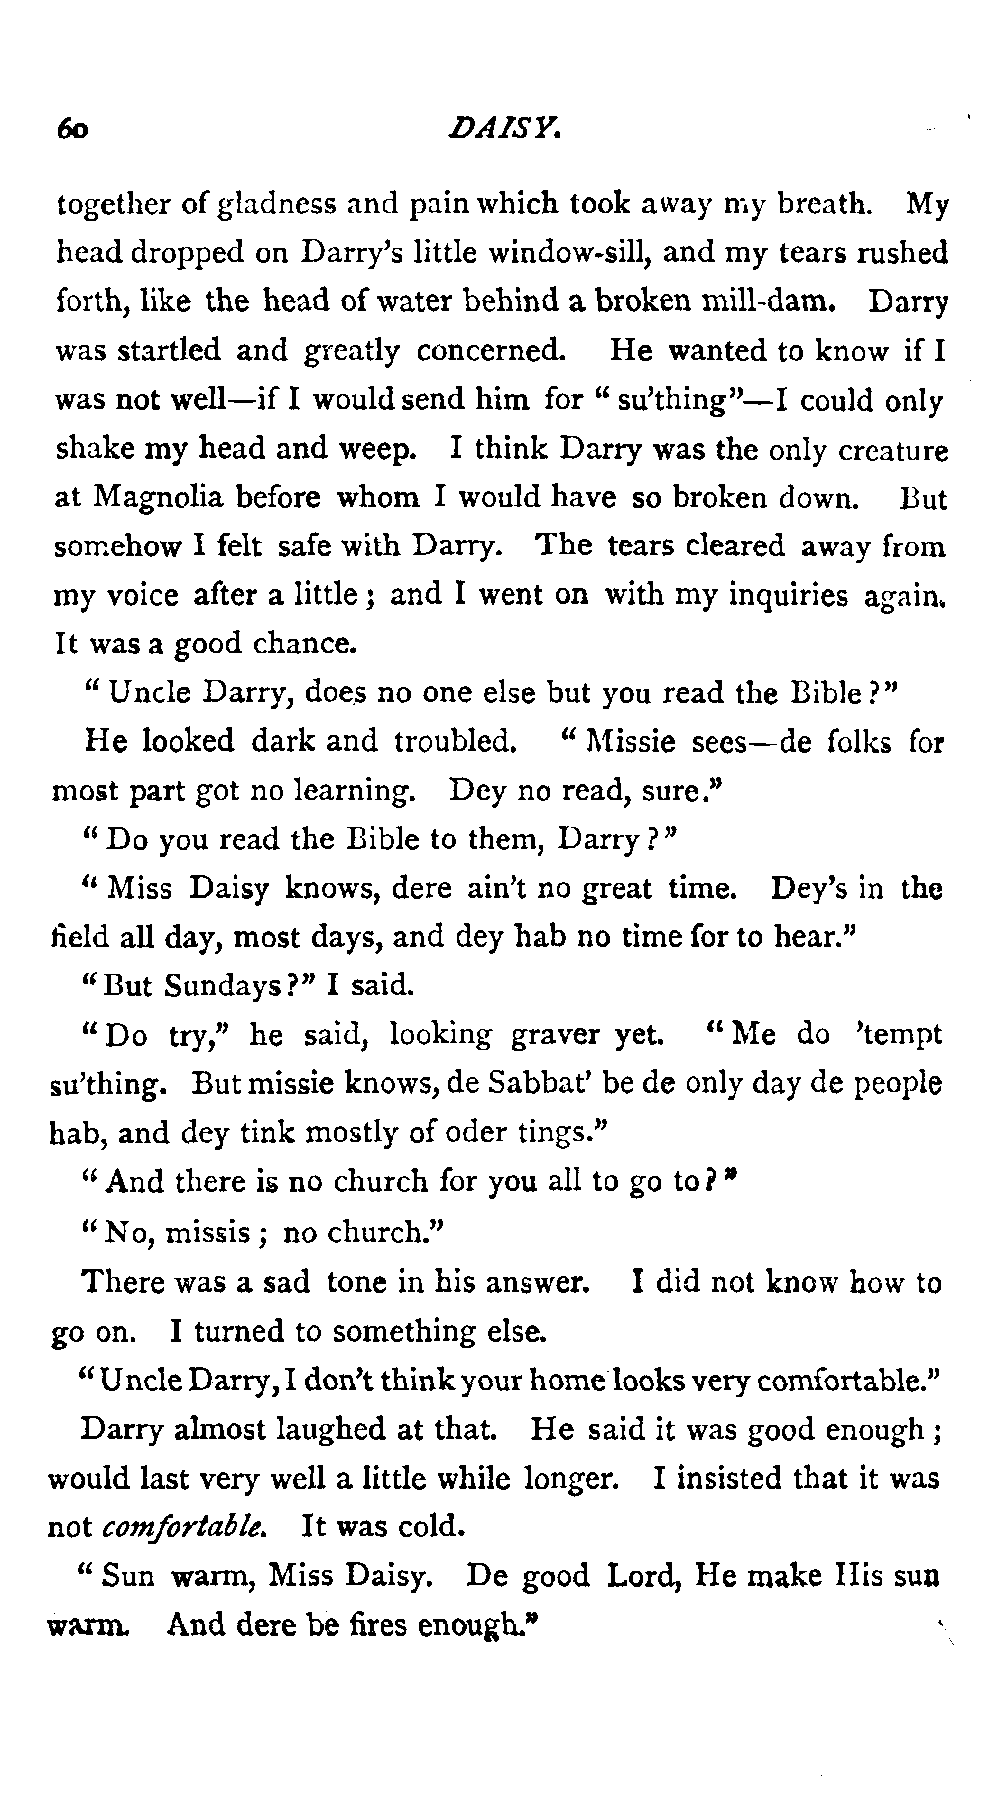 60 DAISY.
together of gladness and pain which took away my breath. My
head dropped on Darry's little window-sill, and my tears rushed
forth, like the head of water behind a broken mill-dam. Darry
was startled and greatly concerned. He wanted to know if I
was not well—if I would send him for "su'thing"—I could only
shake my head and weep. I think Darry was the only creature
at Magnolia before whom I would have so broken down. But
somehow I felt safe with Darry. The tears cleared away from
my voice after a little; and I went on with my inquiries again.
It was a good chance.
"Uncle Darry, does no one else but you read the Bible?"
He looked dark and troubled. "Missie sees—de folks for
most part got no learning. Dey no read, sure."
"Do you read the Bible to them, Darry?"
"Miss Daisy knows, dere ain't no great time. Dey's in the
field all day, most days, and dey hab no time for to hear."
"But Sundays?" I said.
"Do try," he said, looking graver yet. "Me do 'tempt
su'thing. But missie knows, de Sabbat' be de only day de people
hab, and dey tink mostly of oder tings."
"And there is no church for you all to go to?"
"No, missis; no church."
There was a sad tone in his answer. I did not know how to
go on. I turned to something else.
"Uncle Darry, I don't think your home looks very comfortable."
Darry almost laughed at that. He said it was good enough;
would last very well a little while longer. I insisted that it was
not comfortable. It was cold.
"Sun warm, Miss Daisy. De good Lord, He make His sun
warm. And dere be fires enough."